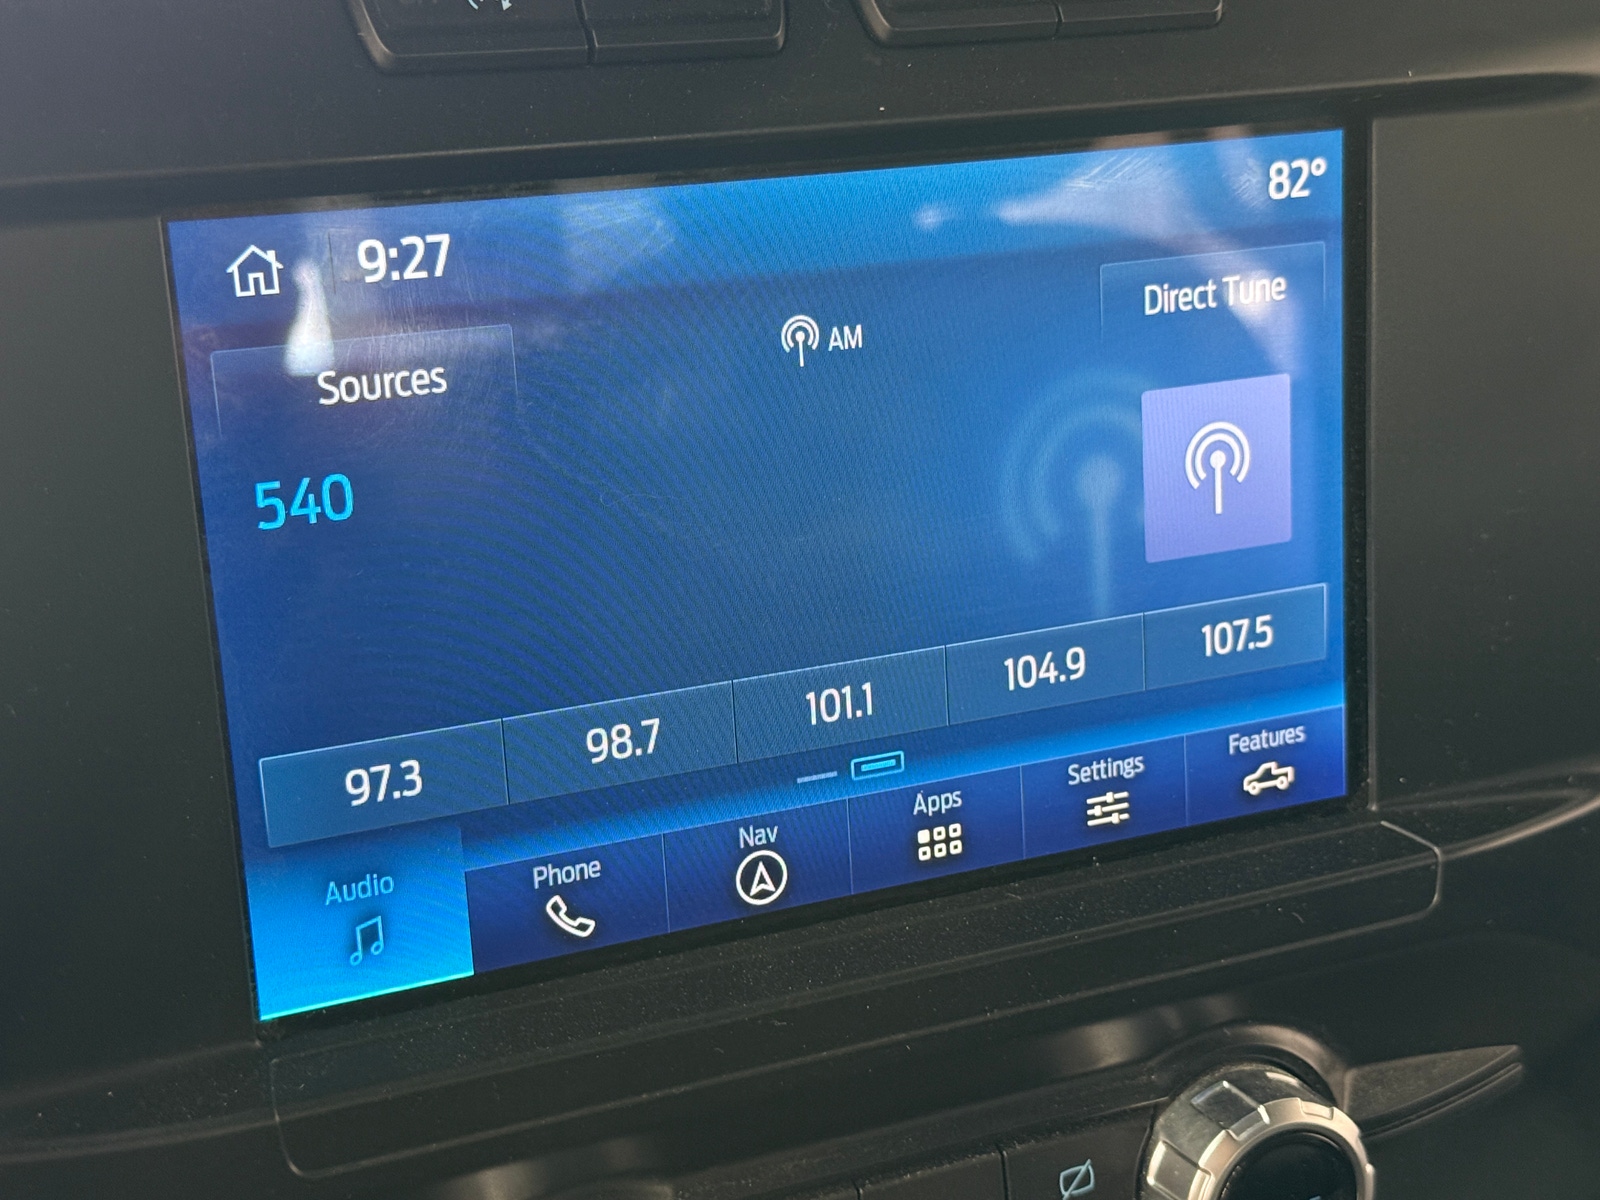 9:27
82°
AM
Direct Tune
Sources
540
97.3
98.7
101.1
104.9
107.5
Audio
Phone
Nav
Apps
Settings
Features